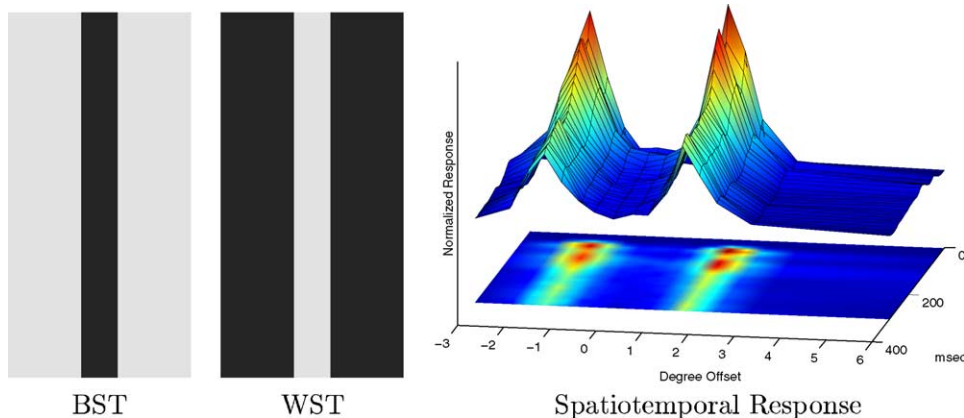 Normalized Response
0
200
400
msec
−3 −2 −1 0 1 2 3 4 5 6
Degree Offset
BST WST Spatiotemporal Response